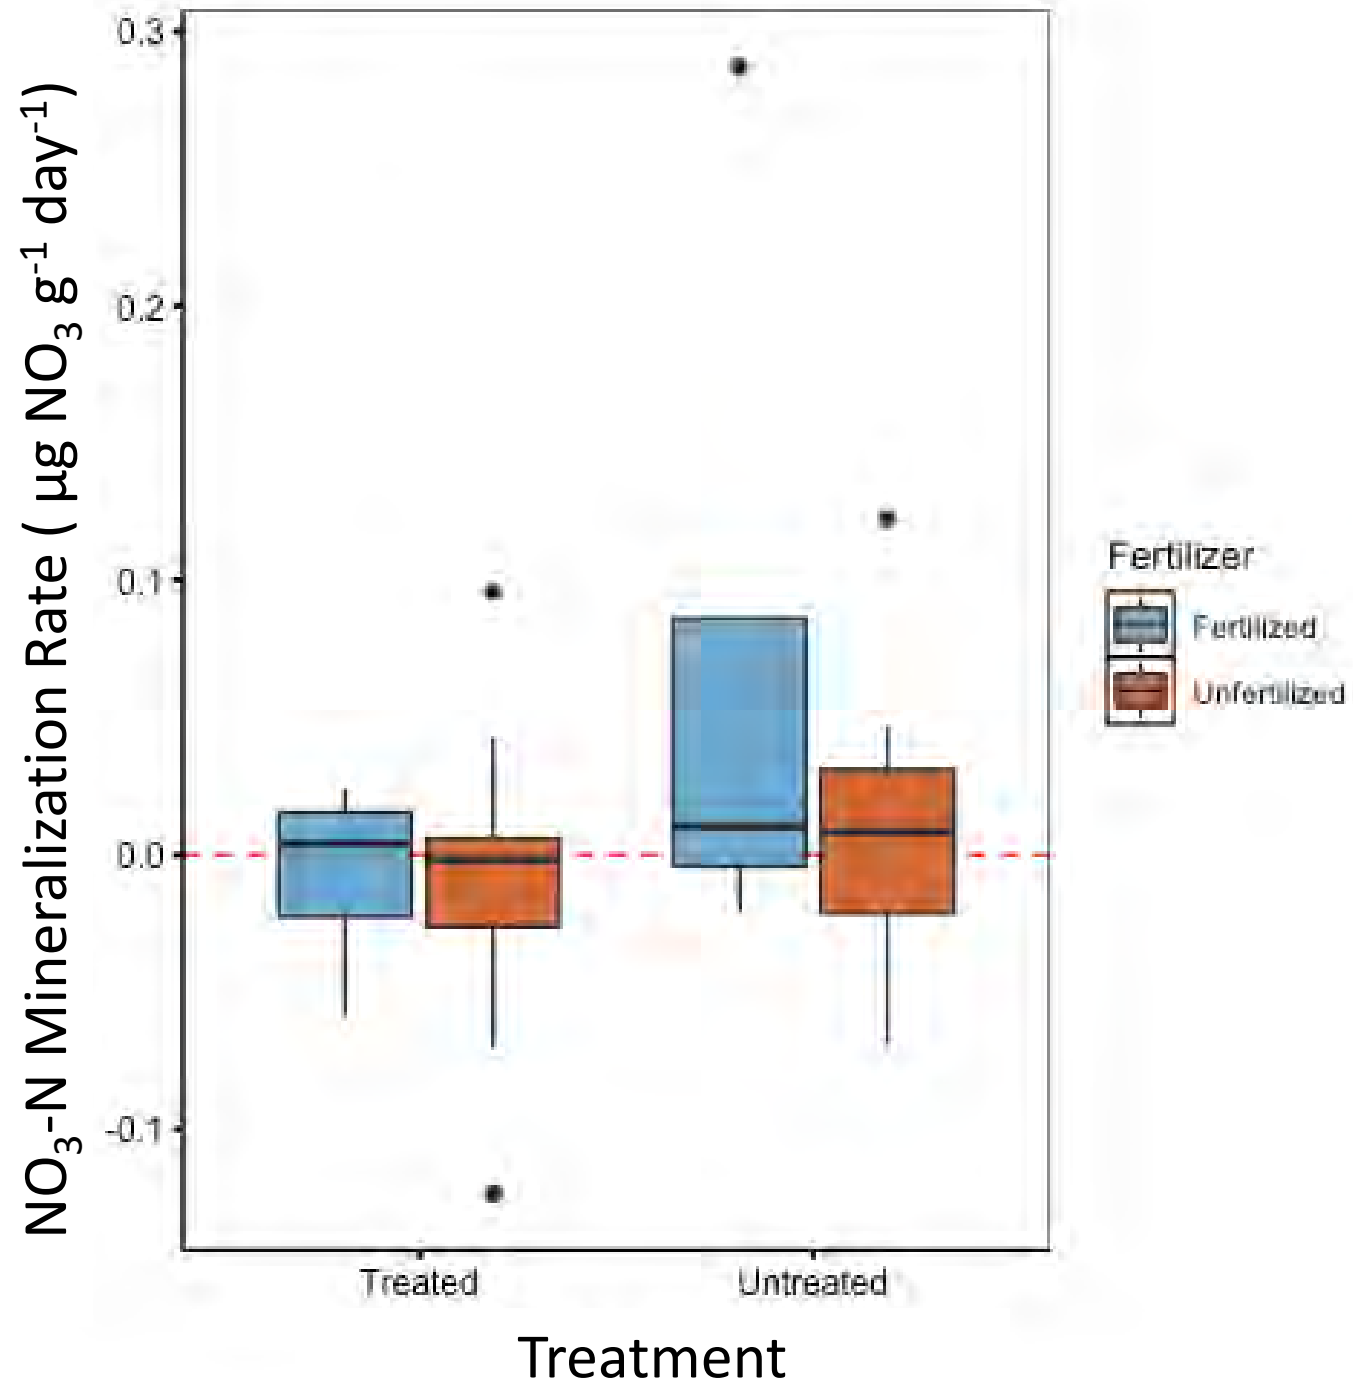 NO₃-N Mineralization Rate ( µg NO₃ g⁻¹ day⁻¹)
0.3
0.2
0.1
0.0
-0.1
Treated
Untreated
Treatment
Fertilizer
Fertilized
Unfertilized